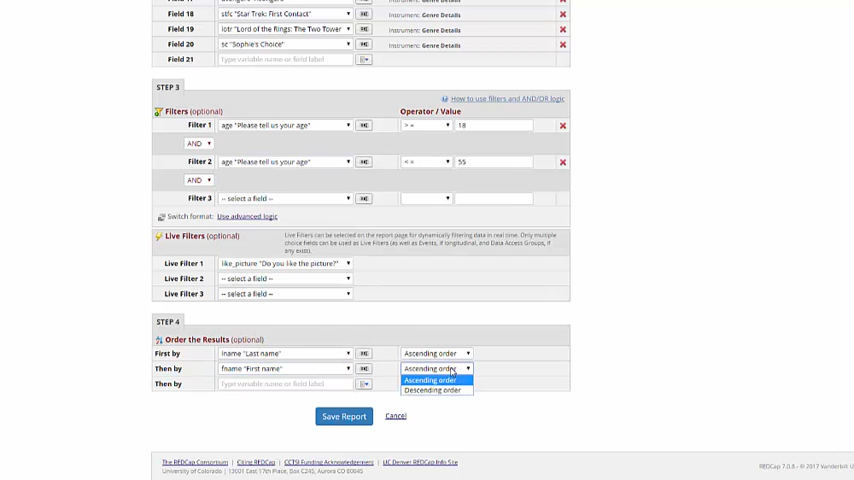 Field 18 stfc "Star Trek: First Contact" Instrument: Genre Details
Field 19 lotr "Lord of the Rings: The Two Tower Instrument: Genre Details
Field 20 sc "Sophie's Choice" Instrument: Genre Details
Field 21 Type variable name or field label
STEP 3
How to use filters and AND/OR logic
Filters (optional) Operator / Value
Filter 1 age "Please tell us your age" >= 18
AND
Filter 2 age "Please tell us your age" <= 55
AND
Filter 3 -- select a field --
Switch format: Use advanced logic
Live Filters (optional) Live Filters can be selected on the report page for dynamically filtering data in real time. Only multiple
choice fields can be used as Live Filters (as well as Events, if longitudinal, and Data Access Groups, if
any exist).
Live Filter 1 like_picture "Do you like the picture?"
Live Filter 2 -- select a field --
Live Filter 3 -- select a field --
STEP 4
Order the Results (optional)
First by lname "Last name" Ascending order
Then by fname "First name" Ascending order
Ascending order
Then by Type variable name or field label
Descending order
Save Report Cancel
The REDCap Consortium | Citing REDCap | CCTSI Funding Acknowledgements | UC Denver REDCap Info Site
University of Colorado | 13001 East 17th Place, Box C245, Aurora CO 80045
REDCap 7.0.8 - © 2017 Vanderbilt U